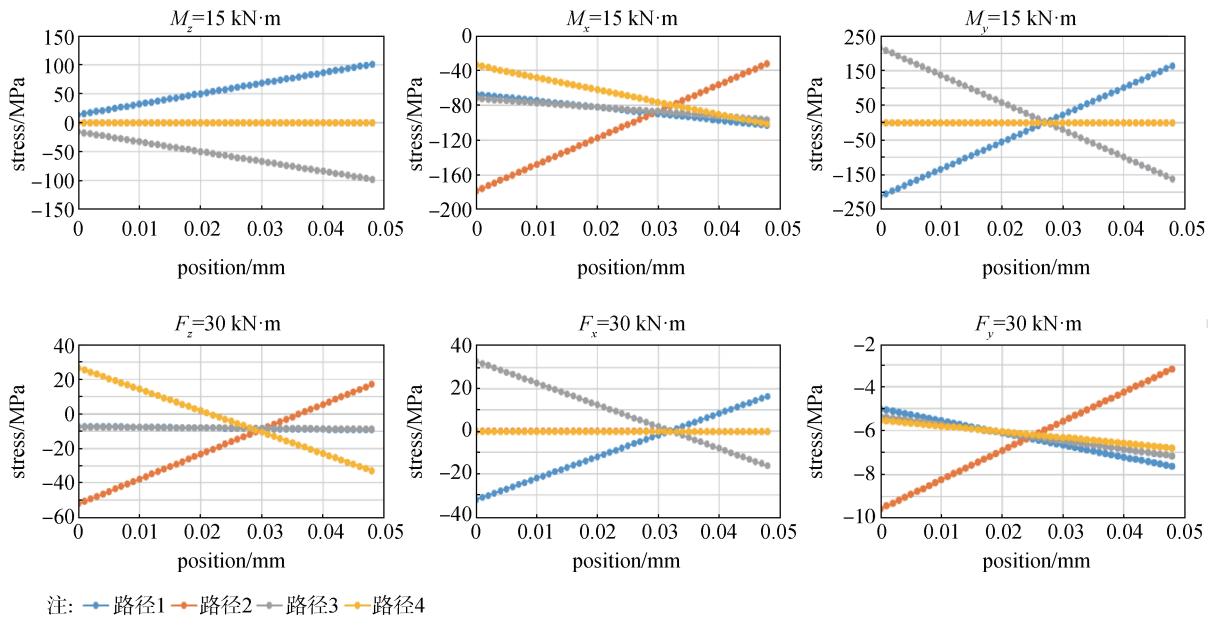 M_z=15 kN·m
M_x=15 kN·m
M_y=15 kN·m
150
100
50
0
−50
−100
−150
stress/MPa
0 0.01 0.02 0.03 0.04 0.05
position/mm
0
−40
−80
−120
−160
−200
stress/MPa
0 0.01 0.02 0.03 0.04 0.05
position/mm
250
150
50
0
−50
−150
−250
stress/MPa
0 0.01 0.02 0.03 0.04 0.05
position/mm
F_z=30 kN·m
F_x=30 kN·m
F_y=30 kN·m
40
20
0
−20
−40
−60
stress/MPa
0 0.01 0.02 0.03 0.04 0.05
position/mm
40
20
0
−20
−40
stress/MPa
0 0.01 0.02 0.03 0.04 0.05
position/mm
−2
−4
−6
−8
−10
stress/MPa
0 0.01 0.02 0.03 0.04 0.05
position/mm
注: 路径1 路径2 路径3 路径4